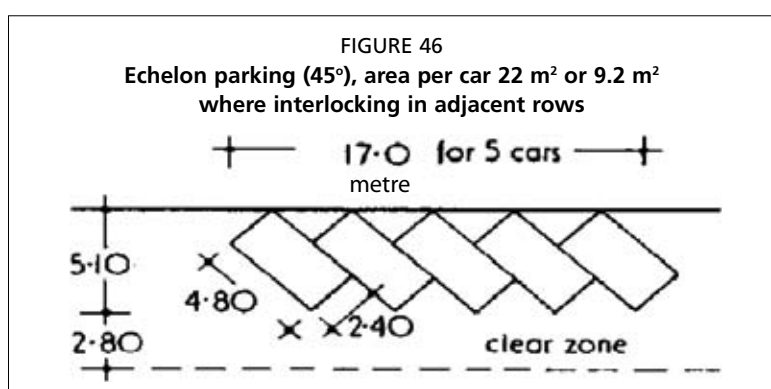 FIGURE 46
Echelon parking (45º), area per car 22 m² or 9.2 m²
where interlocking in adjacent rows
17·0 for 5 cars
metre
5·10
4·80
2·40
2·80
clear zone